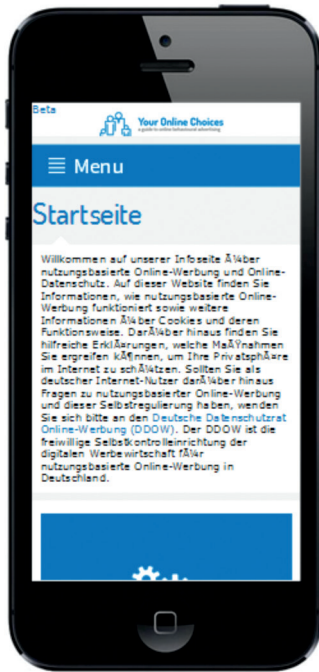 Beta
Your Online Choices
a guide to online behavioural advertising
Menu
Startseite
Willkommen auf unserer Infoseite Ã¼ber
nutzungsbasierte Online-Werbung und Online-
Datenschutz. Auf dieser Website finden Sie
Informationen, wie nutzungsbasierte Online-
Werbung funktioniert sowie weitere
Informationen Ã¼ber Cookies und deren
Funktionsweise. DarÃ¼ber hinaus finden Sie
hilfreiche ErklÃ¤rungen, welche MaÃŸnahmen
Sie ergreifen kÃ¶nnen, um Ihre PrivatsphÃ¤re
im Internet zu schÃ¼tzen. Sollten Sie als
deutscher Internet-Nutzer darÃ¼ber hinaus
Fragen zu nutzungsbasierter Online-Werbung
und dieser Selbstregulierung haben, wenden
Sie sich bitte an den Deutsche Datenschutzrat
Online-Werbung (DDOW). Der DDOW ist die
freiwillige Selbstkontrolleinrichtung der
digitalen Werbewirtschaft fÃ¼r
nutzungsbasierte Online-Werbung in
Deutschland.